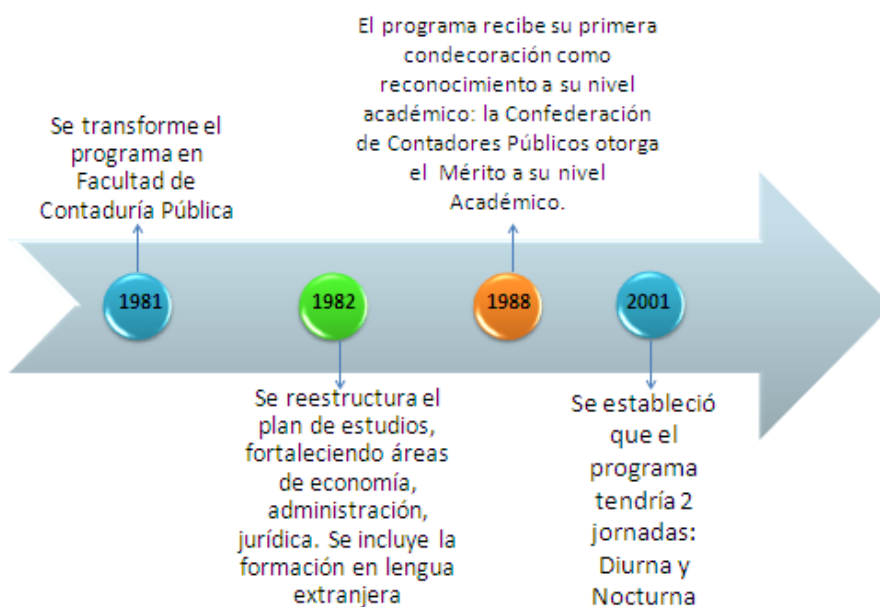 El programa recibe su primera
condecoración como
reconocimiento a su nivel
académico: la Confederación
de Contadores Públicos otorga
el Mérito a su nivel
Académico.
Se transforme el
programa en
Facultad de
Contaduría Pública
1981
1982
1988
2001
Se reestructura el
plan de estudios,
fortaleciendo áreas
de economía,
administración,
jurídica. Se incluye la
formación en lengua
extranjera
Se estableció
que el
programa
tendría 2
jornadas:
Diurna y
Nocturna